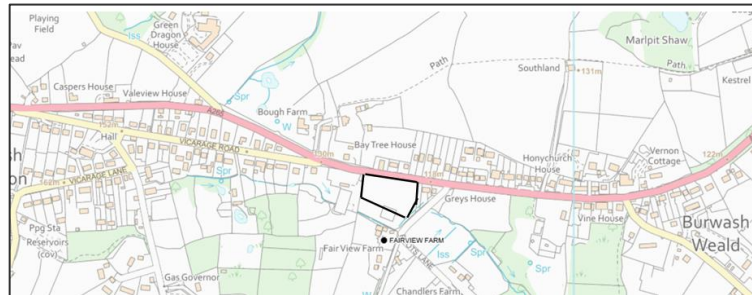 Playing
Field
Green
Dragon
House
Iss
Marlpit Shaw
Path
Path
Southland
131m
Kestrel
Caspers House
Valeview House
Spr
A265
Bough Farm
W
Hall
VICARAGE ROAD
Bay Tree House
Honychurch
House
Vernon
Cottage
122m
VICARAGE LANE
162m
Spr
Greys House
Vine House
Burwash
Weald
Ppg Sta
Reservoirs
(cov)
Fair View Farm
FAIRVIEW FARM
Iss
Spr
Spr
Gas Governor
W
Chandlers Farm